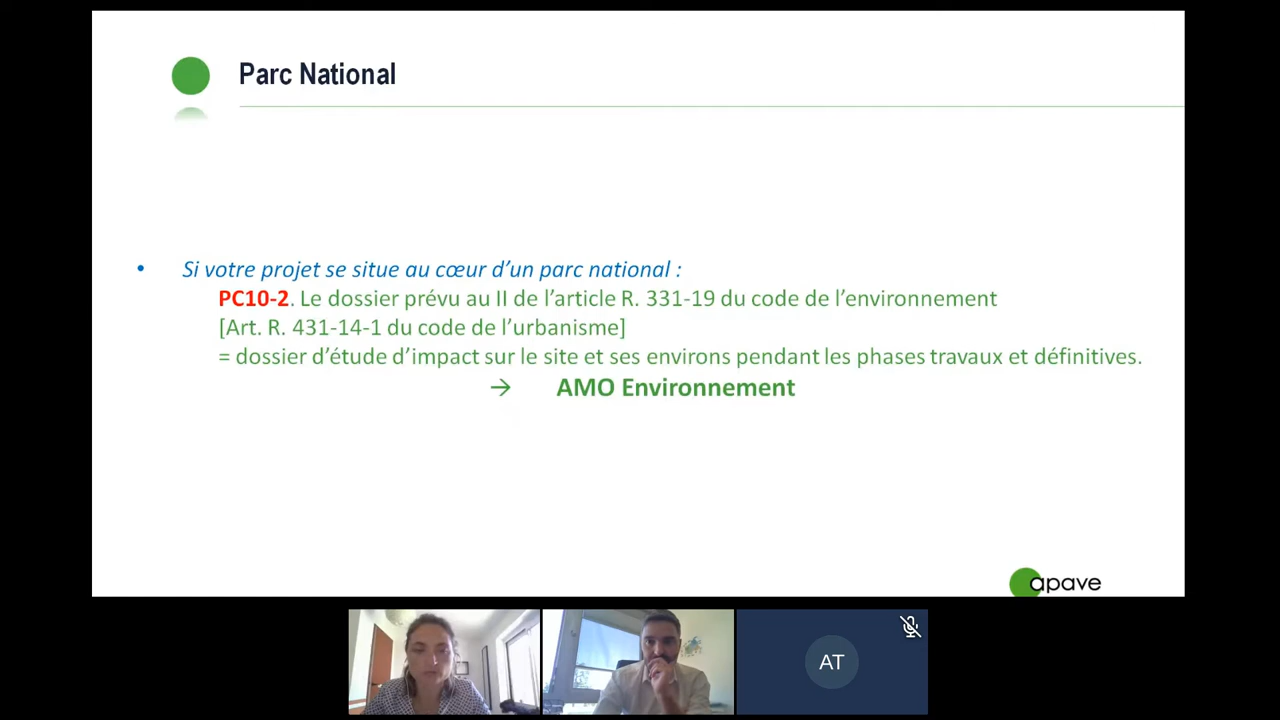 Parc National
• Si votre projet se situe au cœur d’un parc national :
PC10-2. Le dossier prévu au II de l’article R. 331-19 du code de l’environnement
[Art. R. 431-14-1 du code de l’urbanisme]
= dossier d’étude d’impact sur le site et ses environs pendant les phases travaux et définitives.
→ AMO Environnement
apave
AT